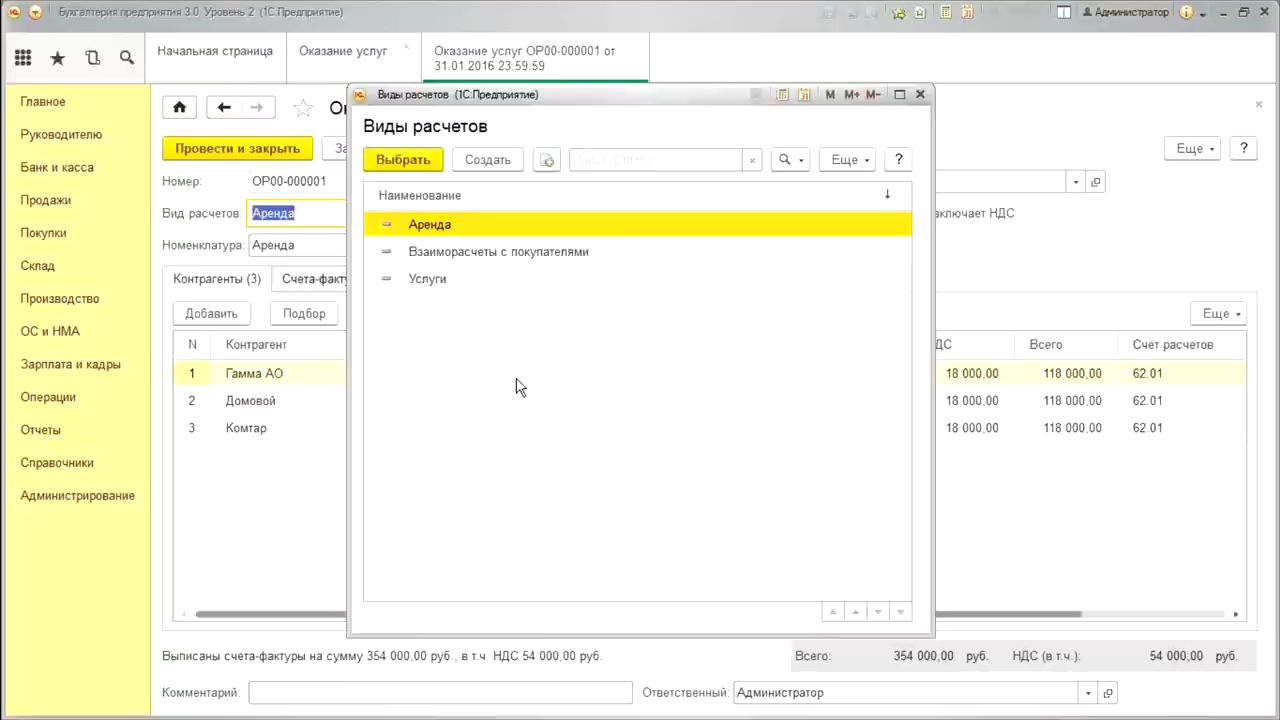 Бухгалтерия предприятия 3.0 Уровень 2 (1С:Предприятие)
M M+ M-
Администратор
Начальная страница
Оказание услуг
Оказание услуг ОР00-000001 от
31.01.2016 23:59:59
Главное
Руководителю
Банк и касса
Продажи
Покупки
Склад
Производство
ОС и НМА
Зарплата и кадры
Операции
Отчеты
Справочники
Администрирование
Ок
Провести и закрыть
За
Еще
?
Номер:
ОР00-000001
Вид расчетов
Аренда
включает НДС
Номенклатура:
Аренда
Контрагенты (3)
Счета-факту
Добавить
Подбор
Еще
N
Контрагент
ДС
Всего
Счет расчетов
1 Гамма АО 18 000,00 118 000,00 62.01
2 Домовой 18 000,00 118 000,00 62.01
3 Комтар 18 000,00 118 000,00 62.01
Виды расчетов (1С:Предприятие)
M M+ M-
Виды расчетов
Выбрать
Создать
Еще
?
Наименование
Аренда
Взаиморасчеты с покупателями
Услуги
Выписаны счета-фактуры на сумму 354 000,00 руб., в т.ч НДС 54 000,00 руб.
Всего: 354 000,00 руб. НДС (в т.ч.): 54 000,00 руб.
Комментарий:
Ответственный: Администратор